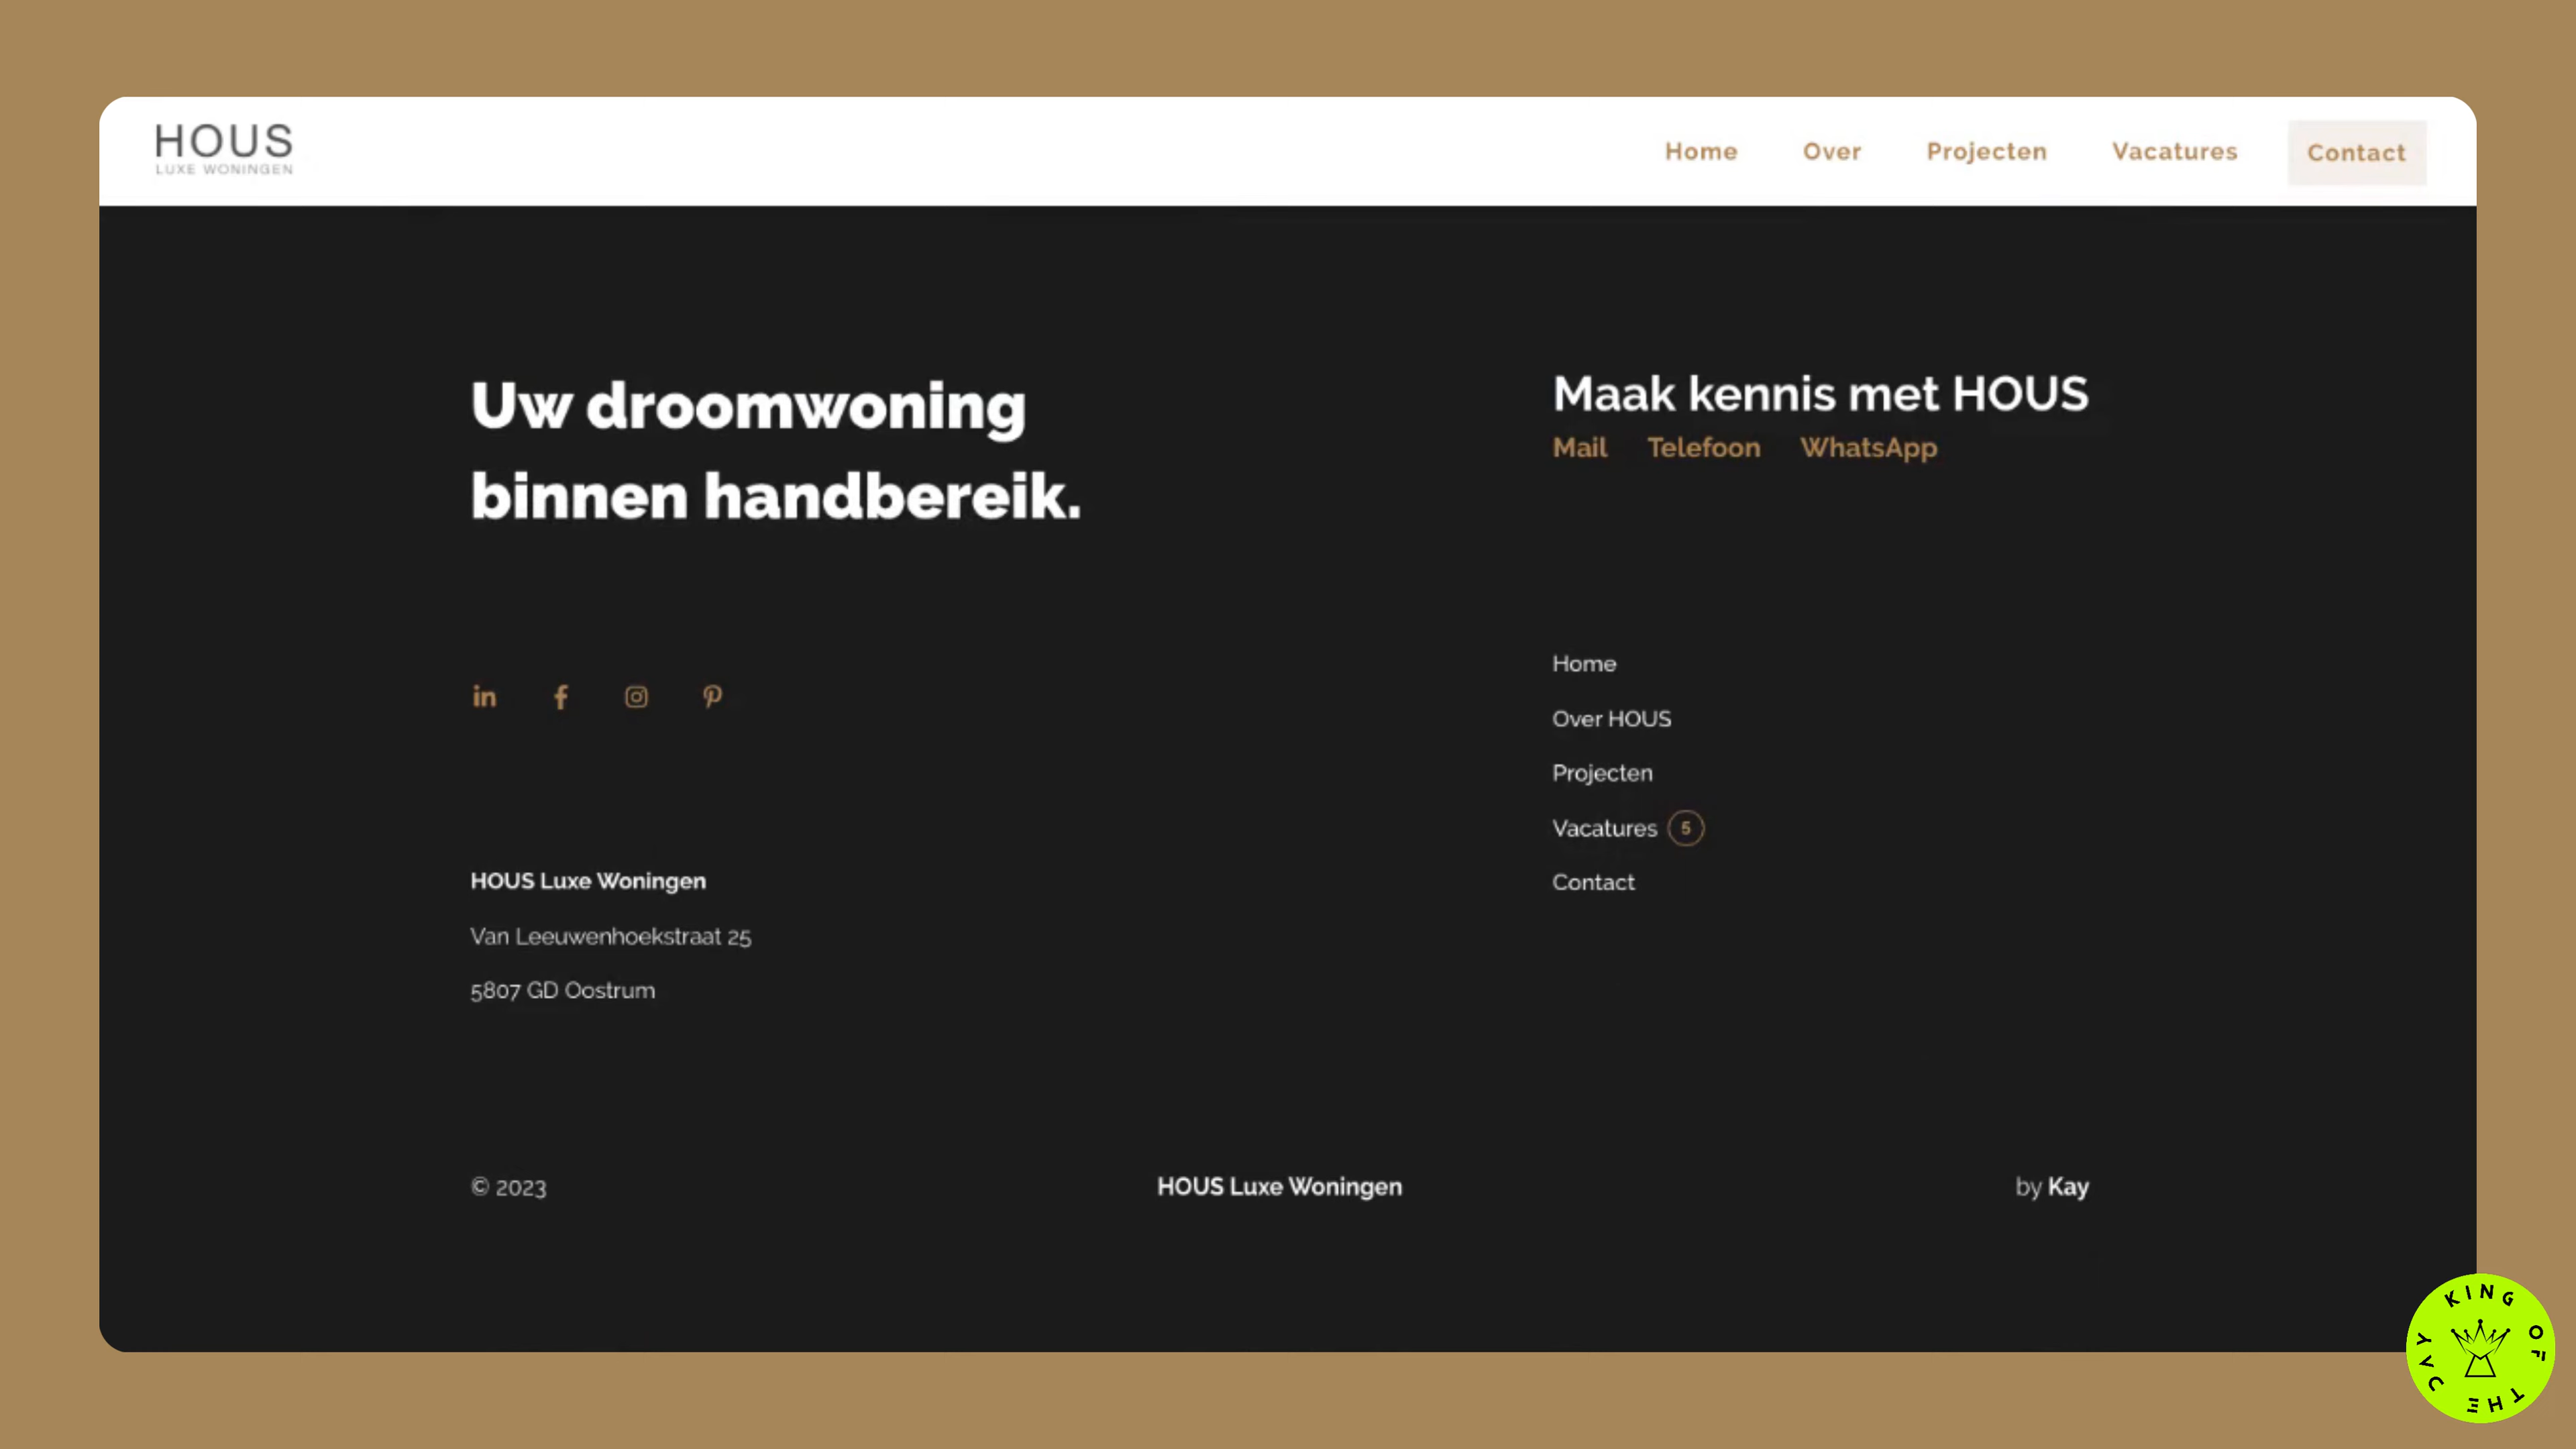 HOUS
LUXE WONINGEN
Home Over Projecten Vacatures Contact
Uw droomwoning
binnen handbereik.
Maak kennis met HOUS
Mail Telefoon WhatsApp
in f
HOUS Luxe Woningen
Van Leeuwenhoekstraat 25
5807 GD Oostrum
Home
Over HOUS
Projecten
Vacatures 5
Contact
© 2023
HOUS Luxe Woningen
by Kay
KING OF THE JAY